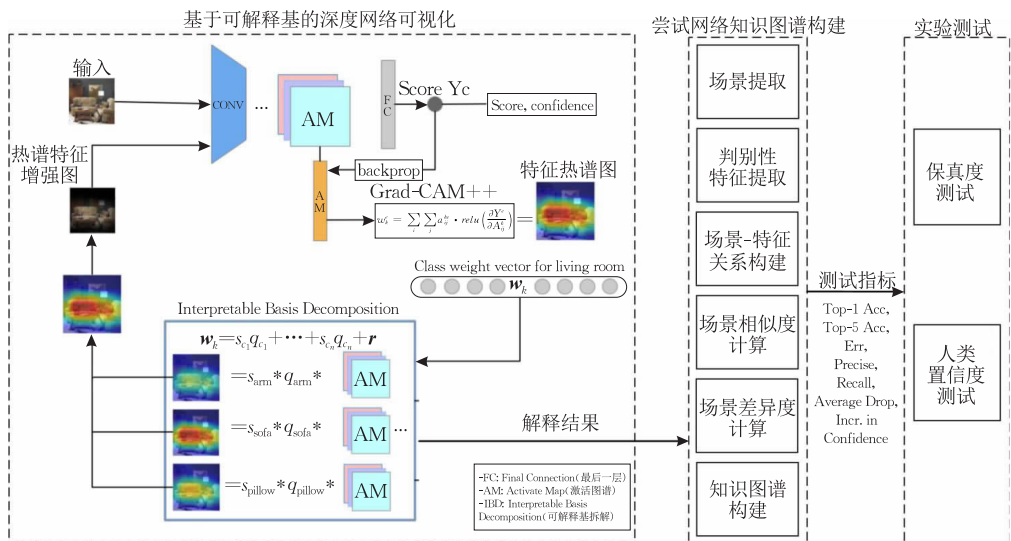 基于可解释基的深度网络可视化
输入
CONV
...
AM
FC
Score Yc
Score, confidence
热谱特征
增强图
backprop
AM
Grad-CAM++
特征热谱图
Class weight vector for living room
w_k
Interpretable Basis Decomposition
w_k=s_{c_1}q_{c_1}+⋯+s_{c_n}q_{c_n}+r
=s_arm*q_arm*
AM
=s_sofa*q_sofa*
AM
...
=s_pillow*q_pillow*
AM
解释结果
-FC: Final Connection(最后一层)
-AM: Activate Map(激活图谱)
-IBD: Interpretable Basis
Decomposition(可解释基拆解)
尝试网络知识图谱构建
场景提取
判别性
特征提取
场景-特征
关系构建
场景相似度
计算
场景差异度
计算
知识图谱
构建
测试指标
Top-1 Acc,
Top-5 Acc,
Err,
Precise,
Recall,
Average Drop,
Incr. in
Confidence
实验测试
保真度
测试
人类
置信度
测试